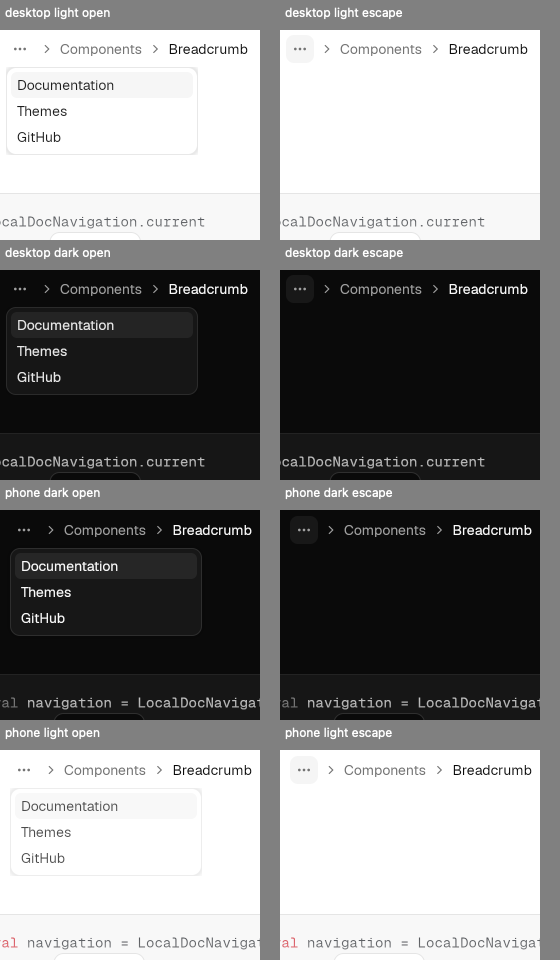 desktop light open
desktop light escape
Components
Breadcrumb
Components
Breadcrumb
Documentation
Themes
GitHub
calDocNavigation.current
calDocNavigation.current
desktop dark open
desktop dark escape
Components
Breadcrumb
Components
Breadcrumb
Documentation
Themes
GitHub
calDocNavigation.current
calDocNavigation.current
phone dark open
phone dark escape
Components
Breadcrumb
Components
Breadcrumb
Documentation
Themes
GitHub
al navigation = LocalDocNavigat
al navigation = LocalDocNavigat
phone light open
phone light escape
Components
Breadcrumb
Components
Breadcrumb
Documentation
Themes
GitHub
al navigation = LocalDocNavigat
al navigation = LocalDocNavigat